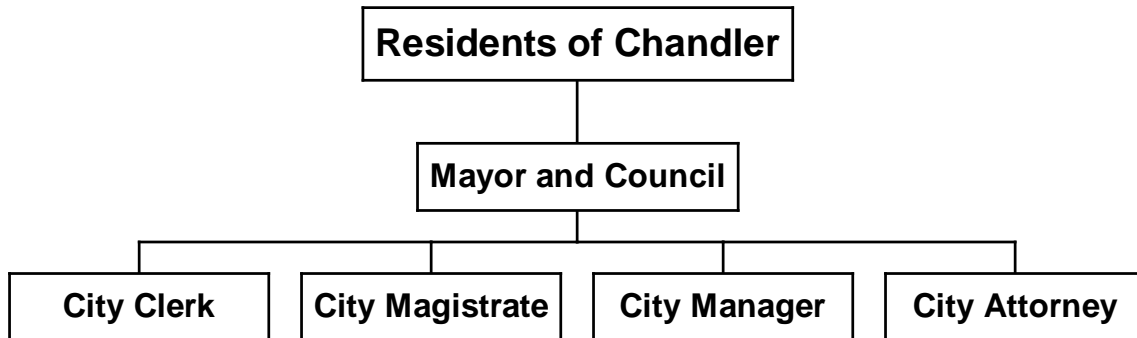 Residents of Chandler
Mayor and Council
City Clerk
City Magistrate
City Manager
City Attorney